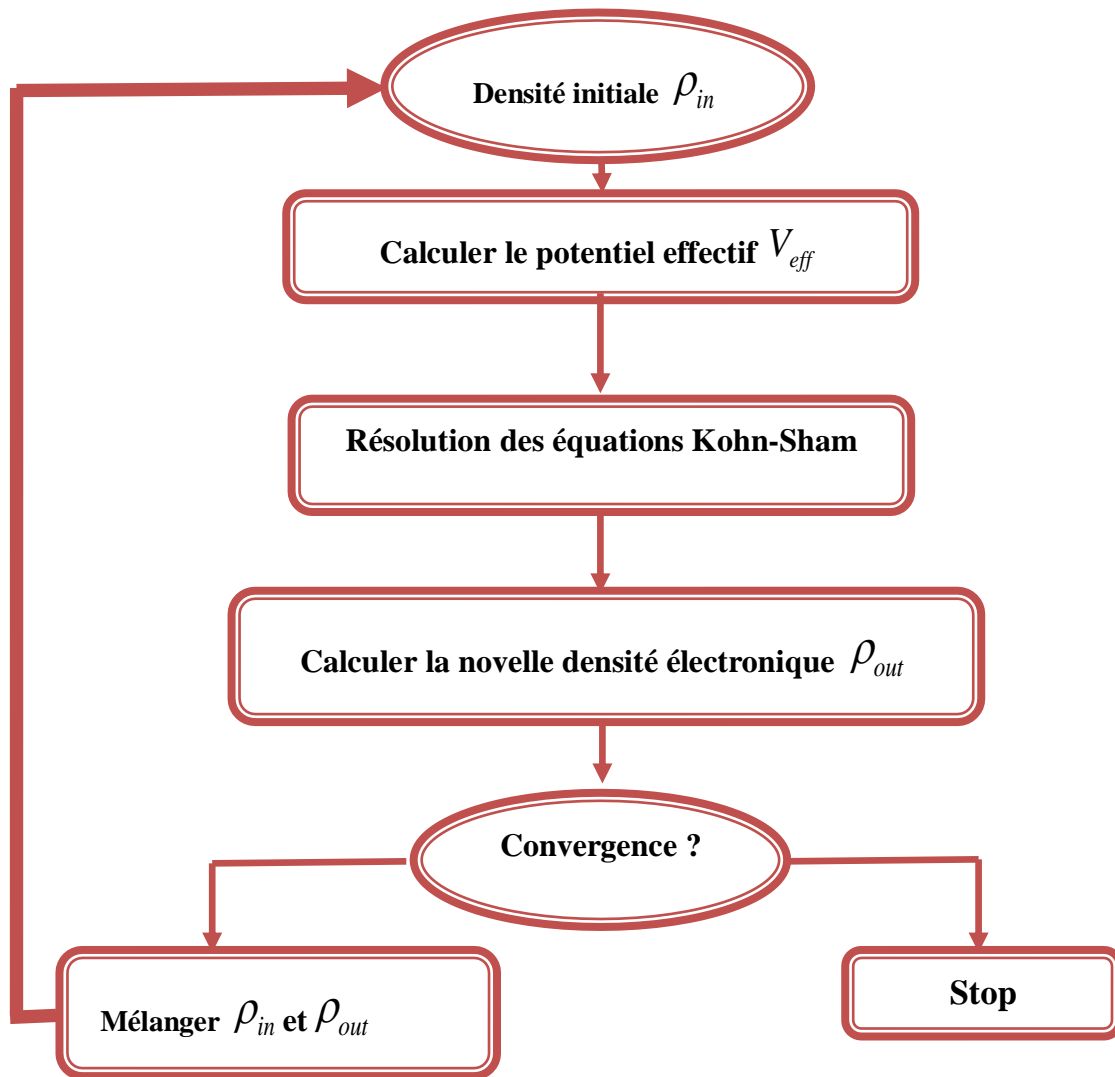 Densité initiale ρin
Calculer le potentiel effectif Veff
Résolution des équations Kohn-Sham
Calculer la novelle densité électronique ρout
Convergence ?
Mélanger ρin et ρout
Stop